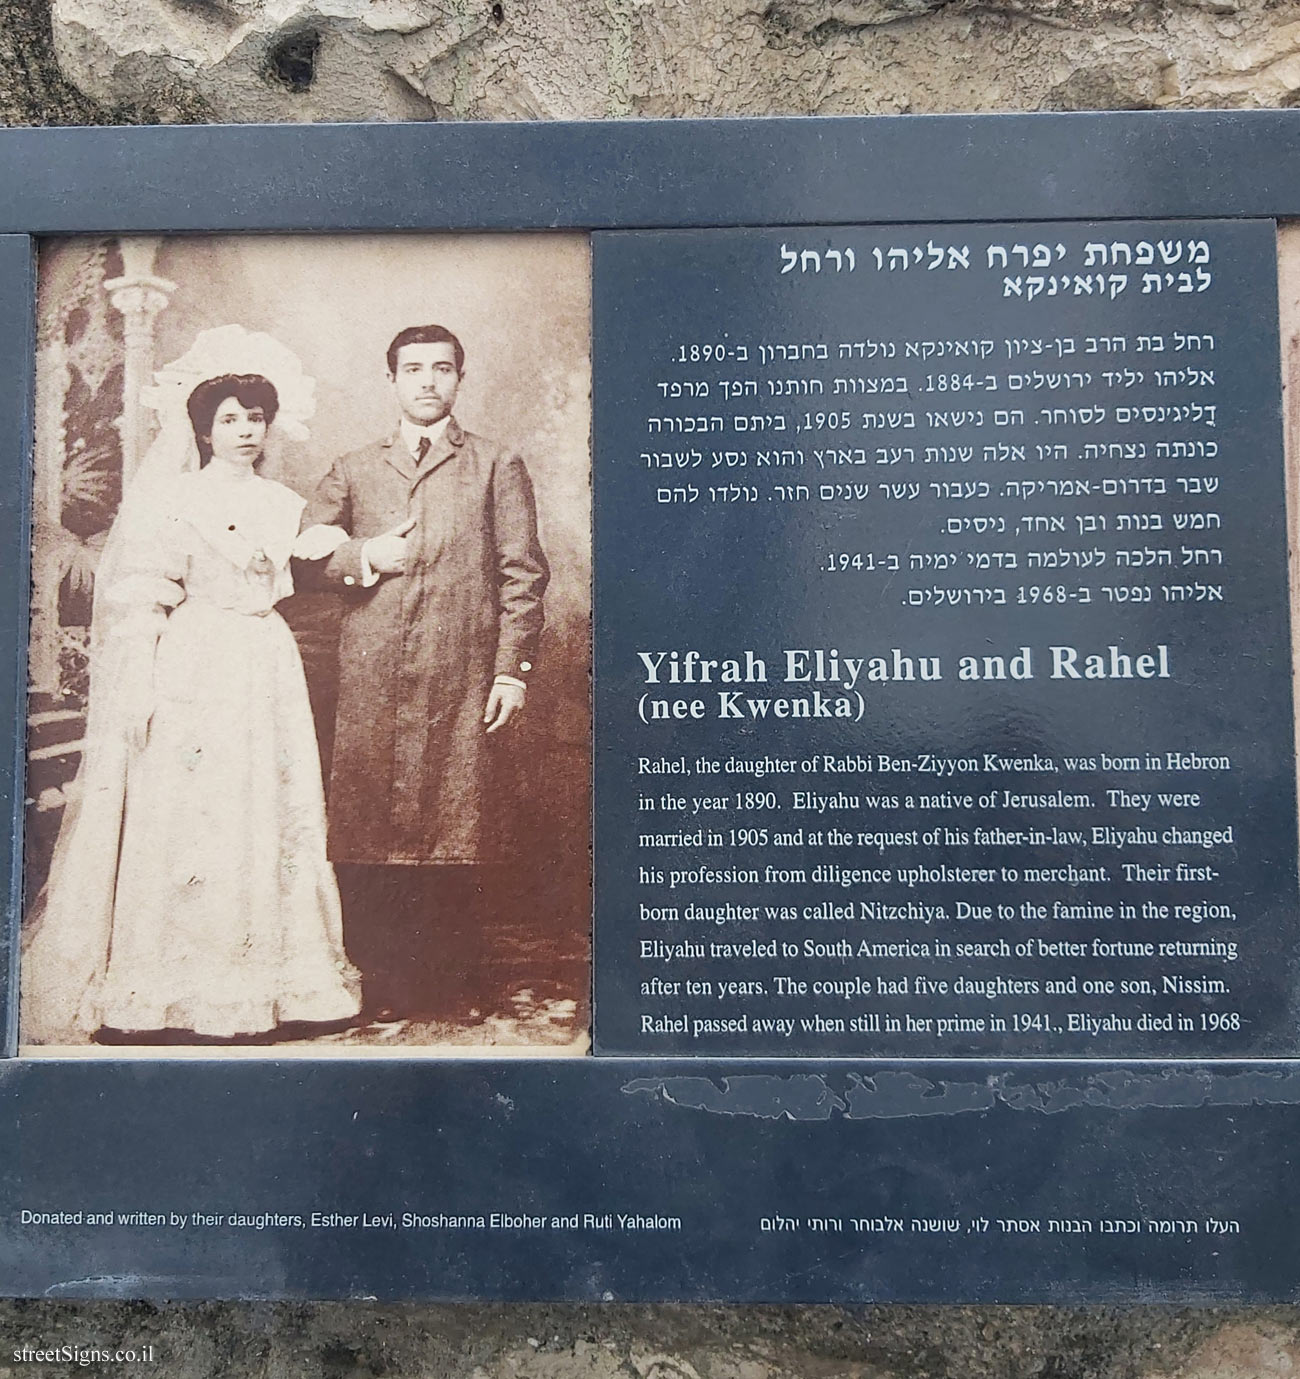 משפחת יפרח אליהו ורחל
לבית קואינקא
רחל בת הרב בן-ציון קואינקא נולדה בחברון ב-1890.
אליהו יליד ירושלים ב-1884. במצוות חותנו הפך מרפד
דָליג'נסים לסוחר. הם נישאו בשנת 1905, ביתם הבכורה
כונתה נצחיה. היו אלה שנות רעב בארץ והוא נסע לשבור
שבר בדרום-אמריקה. כעבור עשר שנים חזר. נולדו להם
חמש בנות ובן אחד, ניסים.
רחל הלכה לעולמה בדמי ימיה ב-1941.
אליהו נפטר ב-1968 בירושלים.
Yifrah Eliyahu and Rahel
(nee Kwenka)
Rahel, the daughter of Rabbi Ben-Ziyyon Kwenka, was born in Hebron
in the year 1890. Eliyahu was a native of Jerusalem. They were
married in 1905 and at the request of his father-in-law, Eliyahu changed
his profession from diligence upholsterer to merchant. Their first-
born daughter was called Nitzchiya. Due to the famine in the region,
Eliyahu traveled to South America in search of better fortune returning
after ten years. The couple had five daughters and one son, Nissim.
Rahel passed away when still in her prime in 1941., Eliyahu died in 1968
Donated and written by their daughters, Esther Levi, Shoshanna Elboher and Ruti Yahalom
העלו תרומה וכתבו הבנות אסתר לוי, שושנה אלבוחר ורותי יהלום
streetSigns.co.il